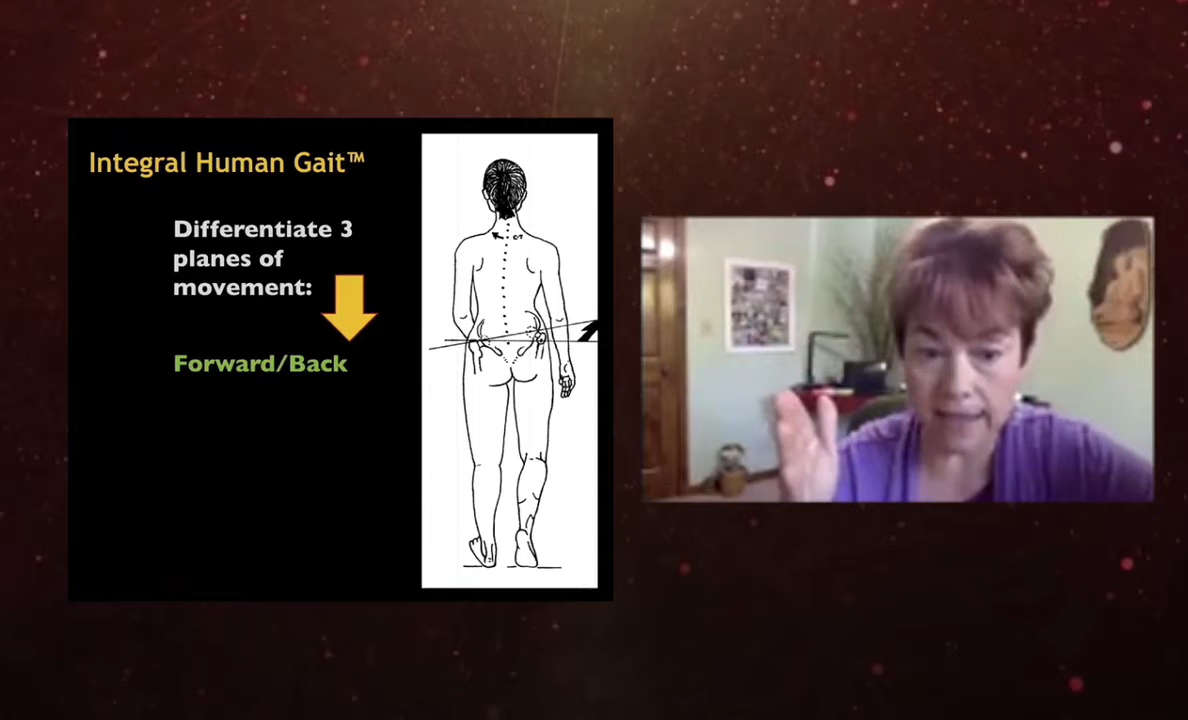 Integral Human Gait™
Differentiate 3
planes of
movement:
Forward/Back